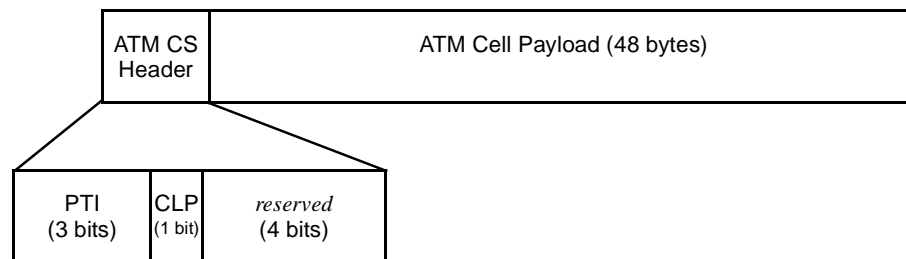 ATM CS
Header
ATM Cell Payload (48 bytes)
PTI
(3 bits)
CLP
(1 bit)
reserved
(4 bits)